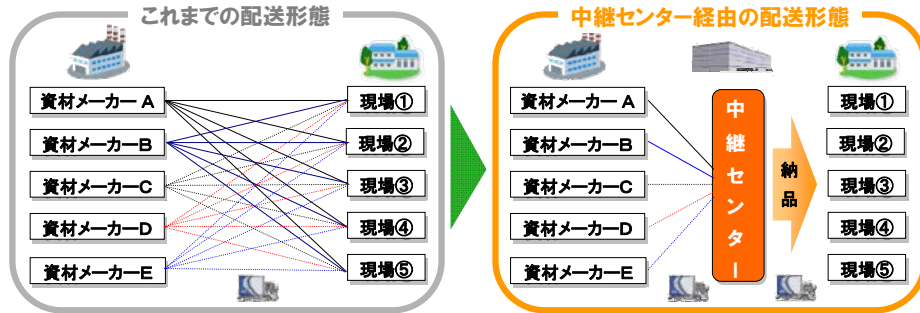 これまでの配送形態
資材メーカー A
資材メーカーB
資材メーカーC
資材メーカーD
資材メーカーE
現場①
現場②
現場③
現場④
現場⑤
中継センター経由の配送形態
資材メーカー A
資材メーカーB
資材メーカーC
資材メーカーD
資材メーカーE
中継センター
納品
現場①
現場②
現場③
現場④
現場⑤